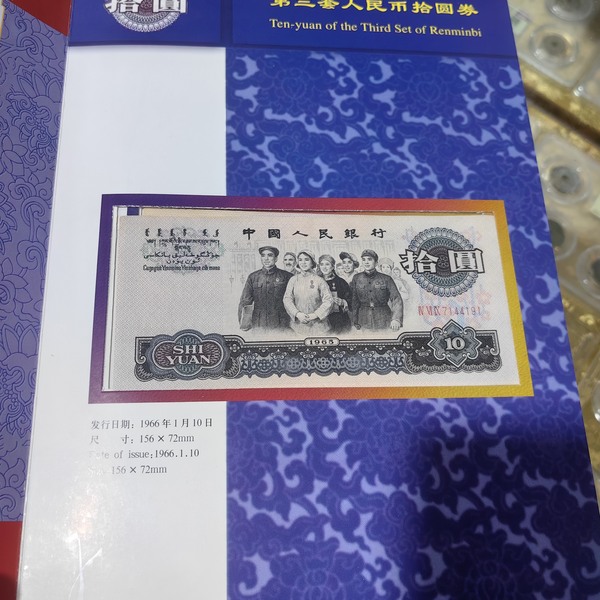 拾圆
第三套人民币拾圆券
Ten-yuan of the Third Set of Renminbi
中國人民銀行
拾圓
1965
SHI
YUAN
10
发行日期：1966年1月10日
尺 寸：156×72mm
Date of issue:1966.1.10
156×72mm